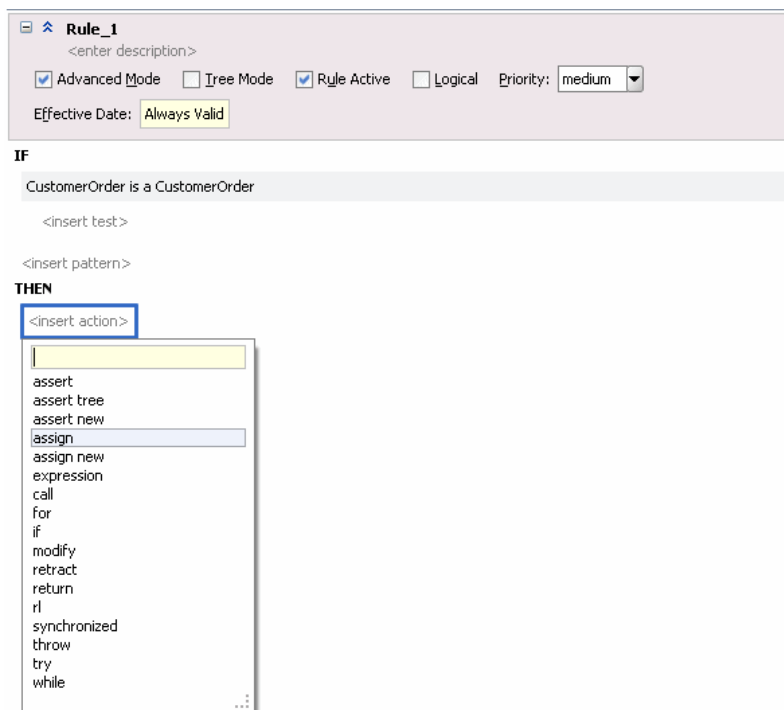 Rule_1
<enter description>
Advanced Mode Tree Mode Rule Active Logical Priority: medium
Effective Date: Always Valid
IF
CustomerOrder is a CustomerOrder
<insert test>
<insert pattern>
THEN
<insert action>
assert
assert tree
assert new
assign
assign new
expression
call
for
if
modify
retract
return
rl
synchronized
throw
try
while